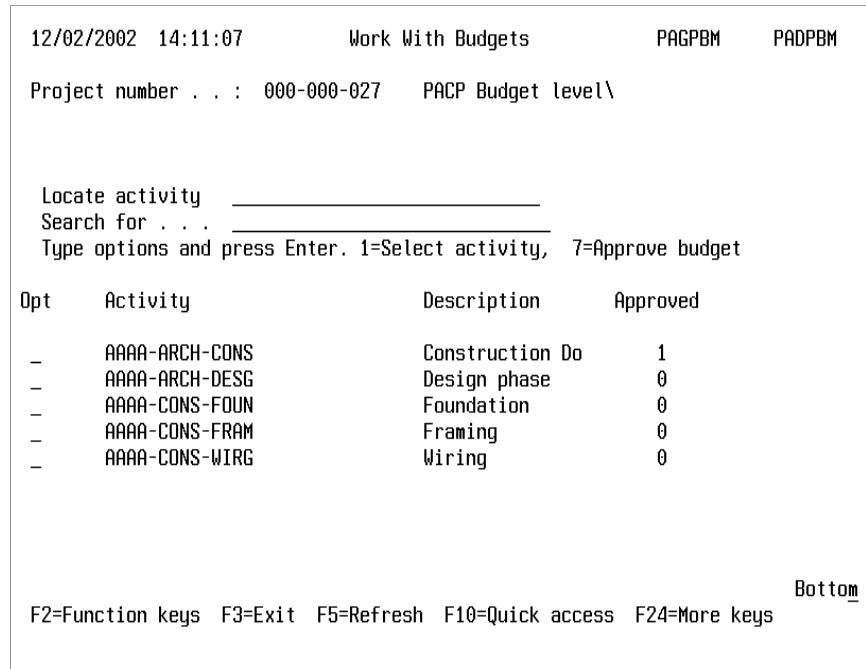 12/02/2002 14:11:07 Work With Budgets PAGPBM PADPBM
Project number . . : 000-000-027 PACP Budget level\
Locate activity
Search for . . .
Type options and press Enter. 1=Select activity, 7=Approve budget
Opt Activity Description Approved
_ AAAA-ARCH-CONS Construction Do 1
_ AAAA-ARCH-DESG Design phase 0
_ AAAA-CONS-FOUN Foundation 0
_ AAAA-CONS-FRAM Framing 0
_ AAAA-CONS-WIRG Wiring 0
Bottom
F2=Function keys F3=Exit F5=Refresh F10=Quick access F24=More keys